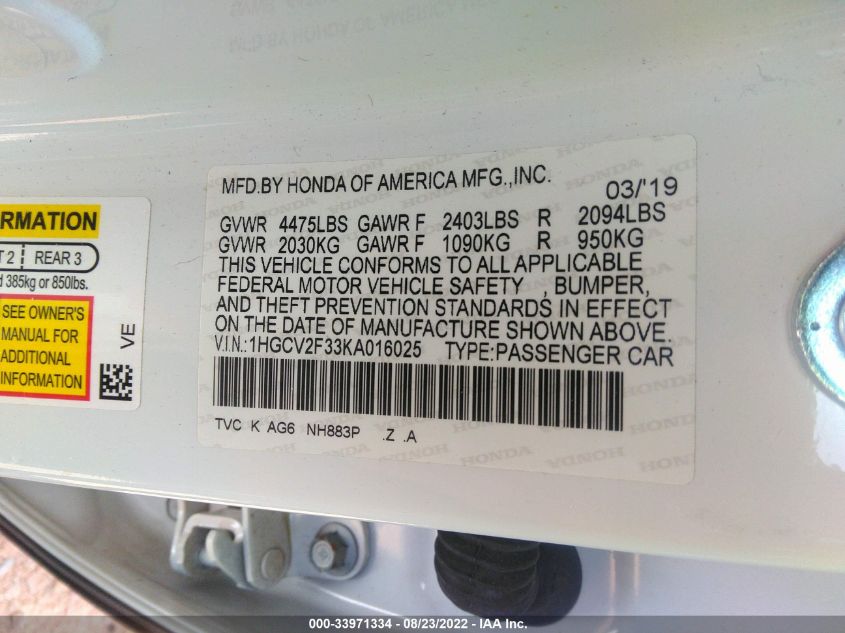 MFD.BY HONDA OF AMERICA MFG.,INC. 03/'19
GVWR 4475LBS GAWR F 2403LBS R 2094LBS
GVWR 2030KG GAWR F 1090KG R 950KG
THIS VEHICLE CONFORMS TO ALL APPLICABLE
FEDERAL MOTOR VEHICLE SAFETY , BUMPER,
AND THEFT PREVENTION STANDARDS IN EFFECT
ON THE DATE OF MANUFACTURE SHOWN ABOVE.
V.I.N.:1HGCV2F33KA016025 TYPE:PASSENGER CAR
TVC K AG6 NH883P .Z .A
RMATION
T 2 REAR 3
d 385kg or 850lbs.
SEE OWNER'S
MANUAL FOR
ADDITIONAL
INFORMATION
VE
000-33971334 - 08/23/2022 - IAA Inc.